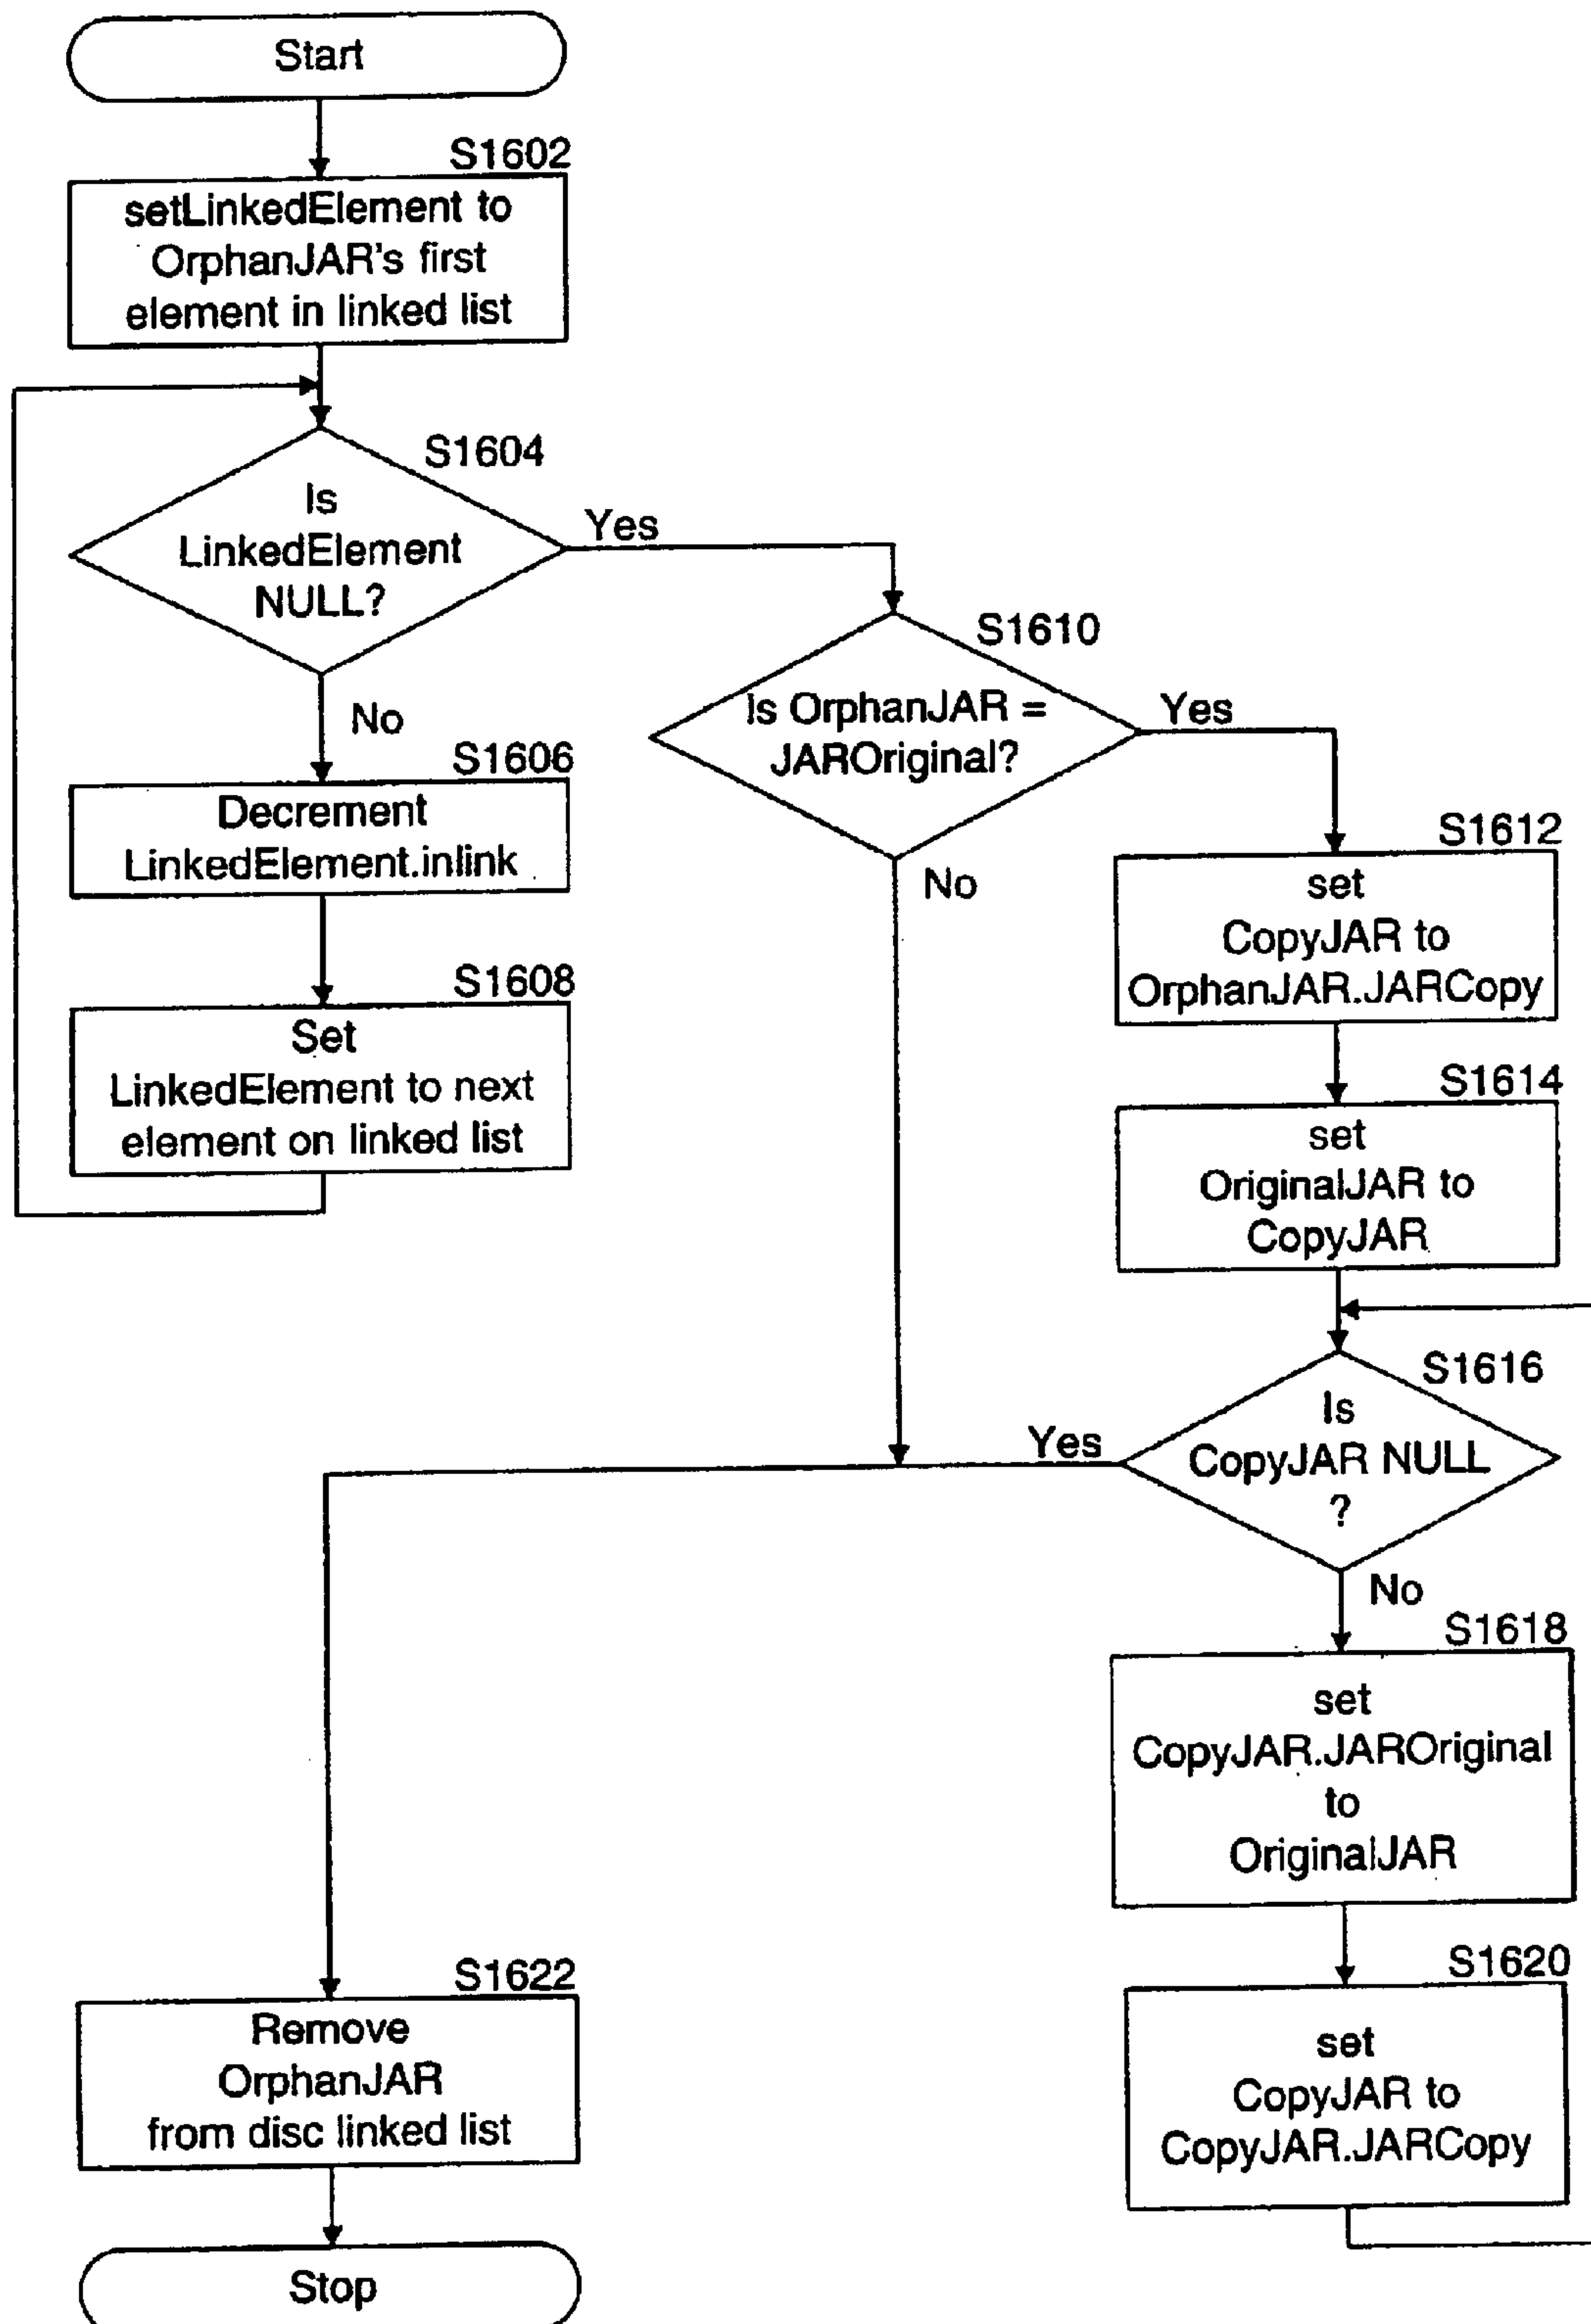 Start
S1602
setLinkedElement to
OrphanJAR's first
element in linked list
S1604
Is
LinkedElement
NULL?
Yes
No
S1606
Decrement
LinkedElement.inlink
S1608
Set
LinkedElement to next
element on linked list
S1610
Is OrphanJAR =
JAROriginal?
Yes
No
S1612
set
CopyJAR to
OrphanJAR.JARCopy
S1614
set
OriginalJAR to
CopyJAR
S1616
Is
CopyJAR NULL
?
Yes
No
S1618
set
CopyJAR.JAROriginal
to
OriginalJAR
S1620
set
CopyJAR to
CopyJAR.JARCopy
S1622
Remove
OrphanJAR
from disc linked list
Stop